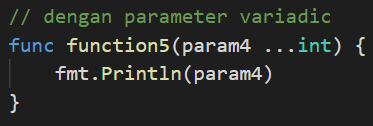 // dengan parameter variadic
func function5(param4 ...int) {
    fmt.Println(param4)
}